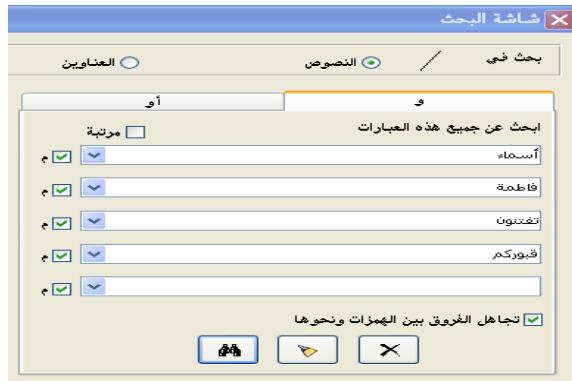 شاشة البحث
بحث في النصوص العناوين
و أو
ابحث عن جميع هذه العبارات مرتبة
أسماء م
فاطمة م
تفتنون م
قبوركم م
م
تجاهل الفروق بين الهمزات ونحوها